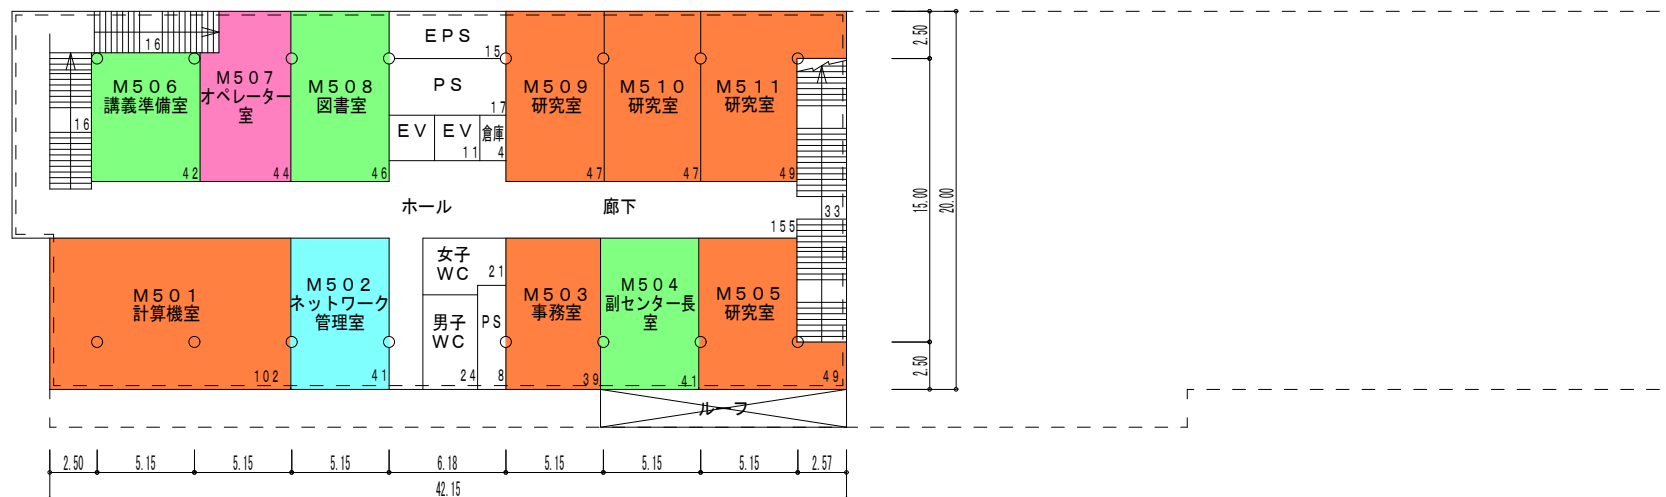 16
16
M506
講義準備室
42
M507
オペレーター
室
44
M508
図書室
46
EPS
15
PS
17
EV
EV
11
倉庫
4
M509
研究室
47
M510
研究室
47
M511
研究室
49
33
ホール
廊下
155
M501
計算機室
102
M502
ネットワーク
管理室
41
女子
WC
21
男子
WC
24
PS
8
M503
事務室
39
M504
副センター長
室
41
M505
研究室
49
ルーフ
2.50
15.00
20.00
2.50
2.50
5.15
5.15
5.15
6.18
5.15
5.15
5.15
2.57
42.15